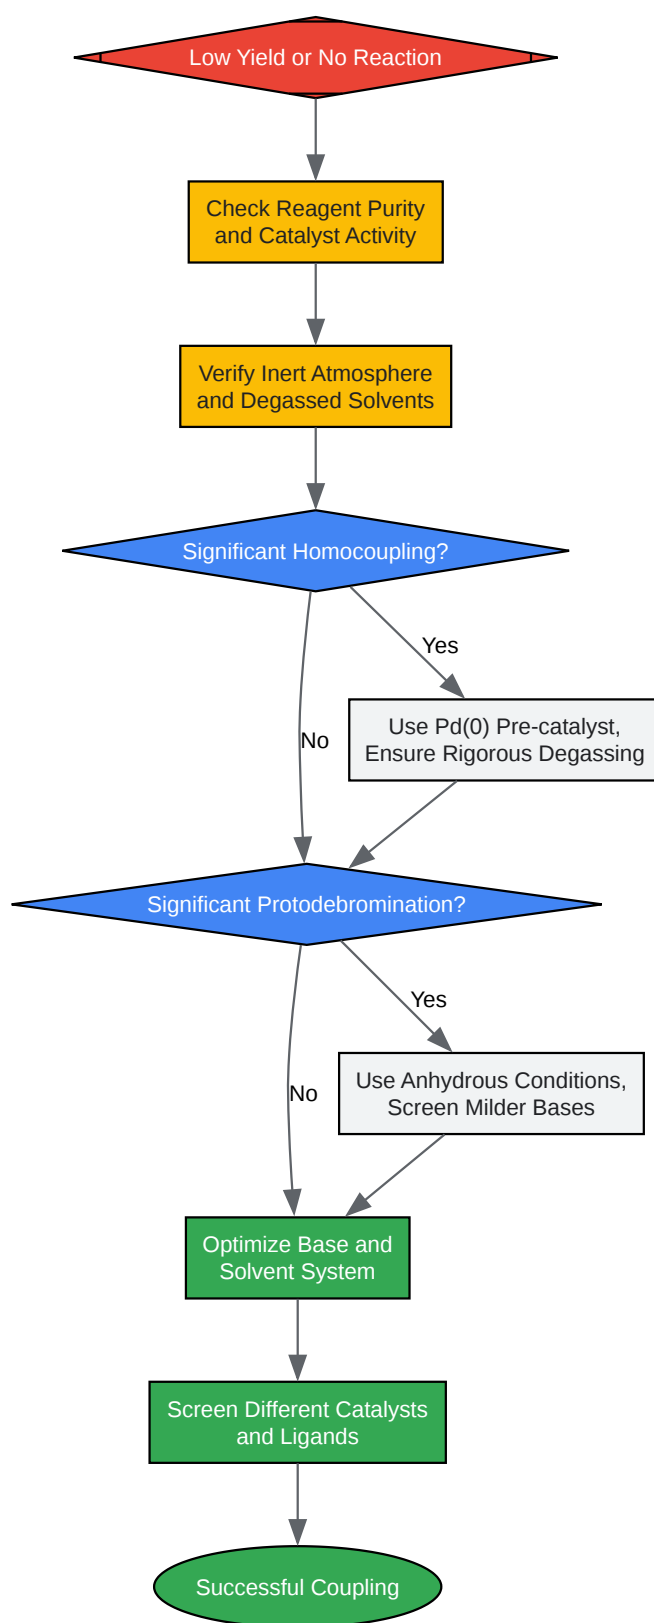 Low Yield or No Reaction
Check Reagent Purity
and Catalyst Activity
Verify Inert Atmosphere
and Degassed Solvents
Significant Homocoupling?
Yes
Use Pd(0) Pre-catalyst,
Ensure Rigorous Degassing
No
Significant Protodebromination?
Yes
Use Anhydrous Conditions,
Screen Milder Bases
No
Optimize Base and
Solvent System
Screen Different Catalysts
and Ligands
Successful Coupling